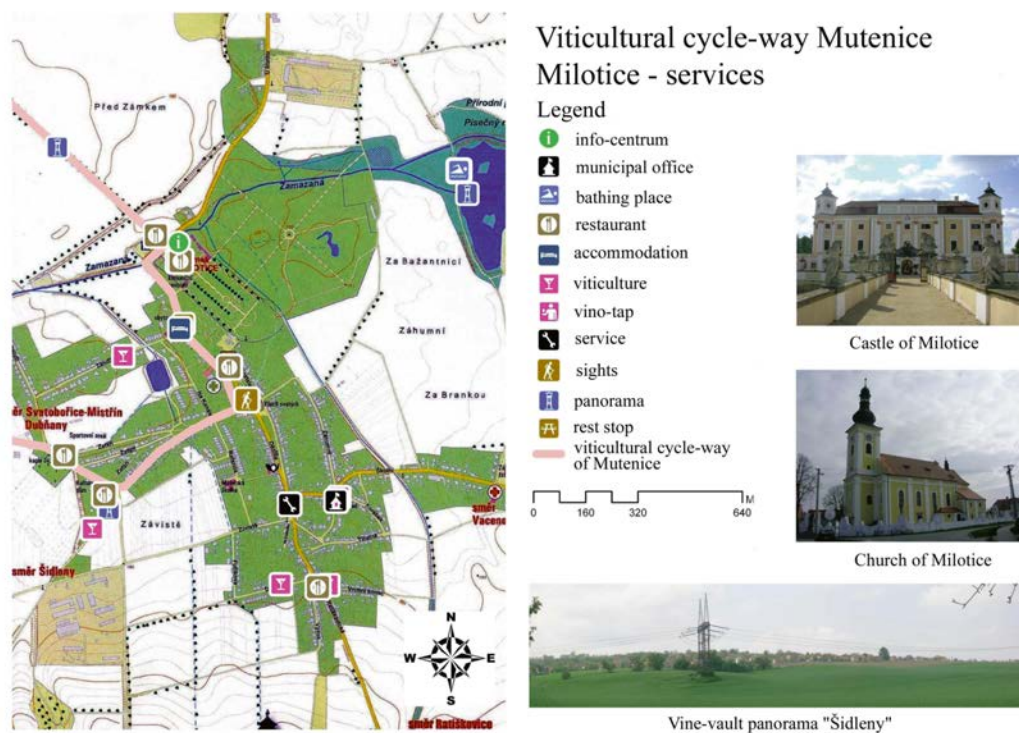 Viticultural cycle-way Mutenice
Milotice - services
Legend
info-centrum
municipal office
bathing place
restaurant
accommodation
viticulture
vino-tap
service
sights
panorama
rest stop
viticultural cycle-way
of Mutenice
0 160 320 640 M
Castle of Milotice
Church of Milotice
Vine-vault panorama "Šidleny"
Před Zámkem
Přírodní
Písečný
Zamazaná
Zamazaná
Za Bažantnicí
Záhumní
Za Brankou
směr Svatobořice-Mistřín
Dubňany
Závistě
směr
Vacen
směr Šidleny
směr Ratíškovice
N
W E
S